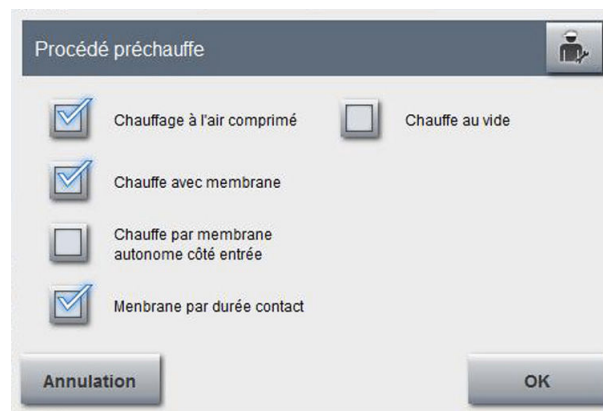 Procédé préchauffe
Chauffage à l'air comprimé
Chauffe au vide
Chauffe avec membrane
Chauffe par membrane
autonome côté entrée
Menbrane par durée contact
Annulation
OK